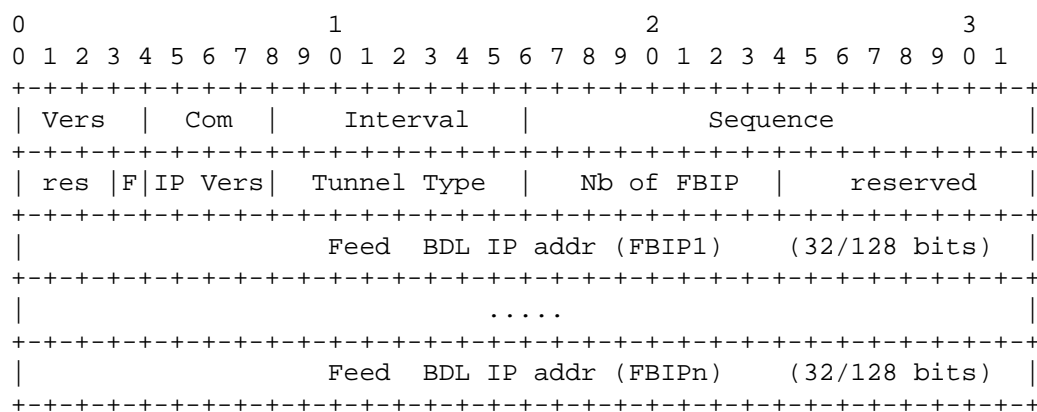 0                   1                   2                   3
0 1 2 3 4 5 6 7 8 9 0 1 2 3 4 5 6 7 8 9 0 1 2 3 4 5 6 7 8 9 0 1
+-+-+-+-+-+-+-+-+-+-+-+-+-+-+-+-+-+-+-+-+-+-+-+-+-+-+-+-+-+-+-+-+
| Vers  |  Com  |    Interval   |           Sequence            |
+-+-+-+-+-+-+-+-+-+-+-+-+-+-+-+-+-+-+-+-+-+-+-+-+-+-+-+-+-+-+-+-+
| res |F|IP Vers|  Tunnel Type  |   Nb of FBIP  |    reserved   |
+-+-+-+-+-+-+-+-+-+-+-+-+-+-+-+-+-+-+-+-+-+-+-+-+-+-+-+-+-+-+-+-+
|                   Feed  BDL IP addr (FBIP1)    (32/128 bits)  |
+-+-+-+-+-+-+-+-+-+-+-+-+-+-+-+-+-+-+-+-+-+-+-+-+-+-+-+-+-+-+-+-+
|                             .....                             |
+-+-+-+-+-+-+-+-+-+-+-+-+-+-+-+-+-+-+-+-+-+-+-+-+-+-+-+-+-+-+-+-+
|                   Feed  BDL IP addr (FBIPn)    (32/128 bits)  |
+-+-+-+-+-+-+-+-+-+-+-+-+-+-+-+-+-+-+-+-+-+-+-+-+-+-+-+-+-+-+-+-+